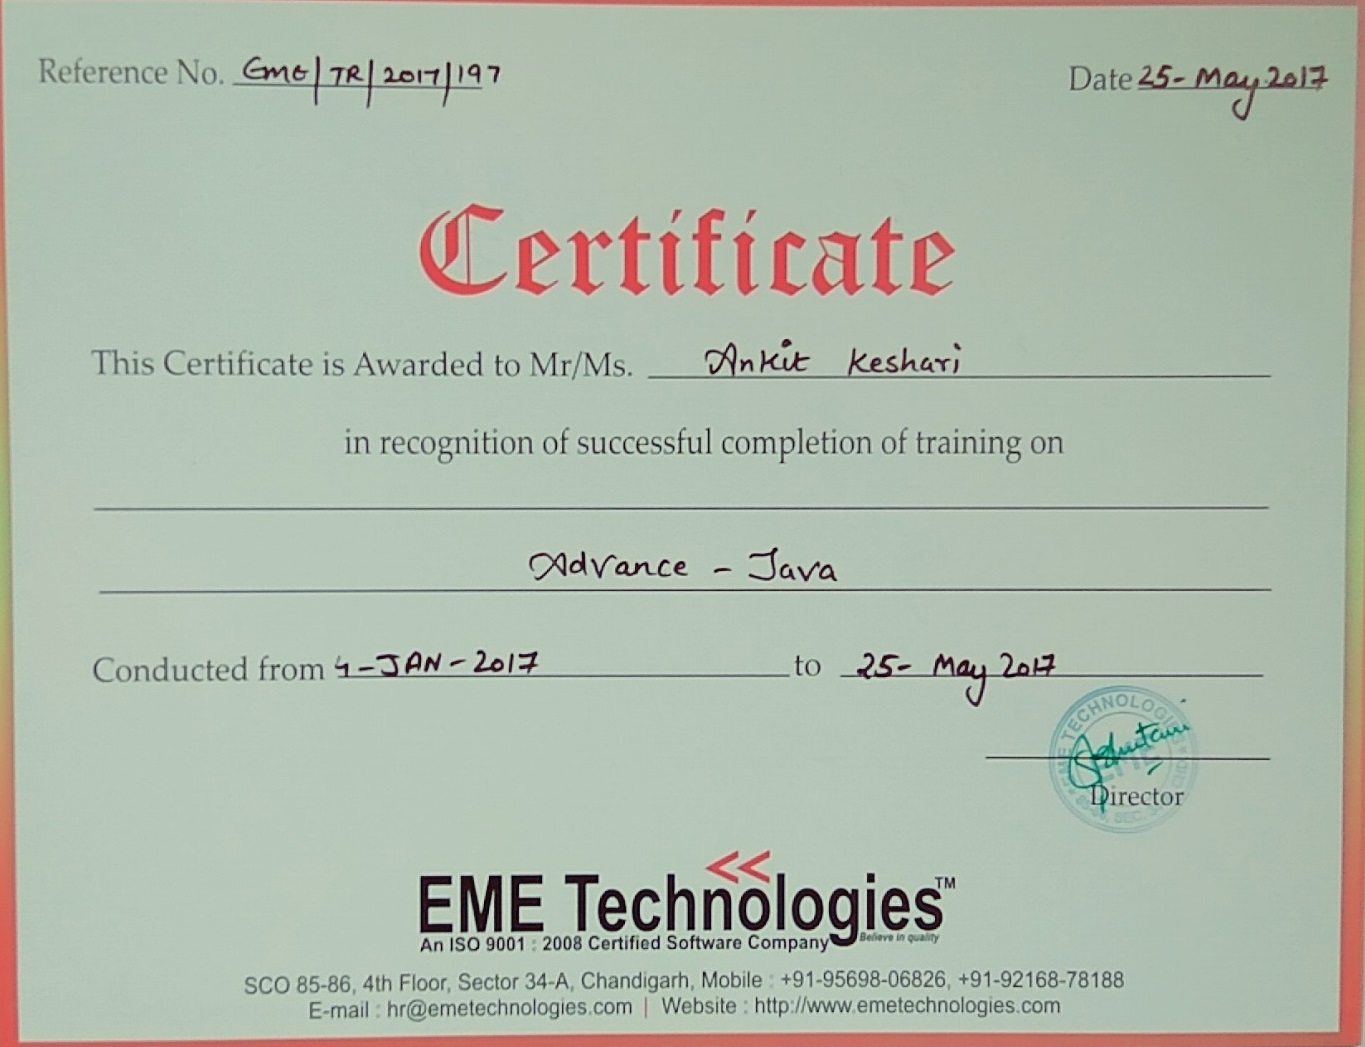 Reference No. EME/TR/2017/197
Date 25-May 2017
Certificate
This Certificate is Awarded to Mr/Ms. Ankit Keshari
in recognition of successful completion of training on
Advance - Java
Conducted from 4-JAN-2017 to 25- May 2017
EME TECHNOLOGIES
Director
EME Technologies™
An ISO 9001 : 2008 Certified Software Company
Believe in quality
SCO 85-86, 4th Floor, Sector 34-A, Chandigarh, Mobile : +91-95698-06826, +91-92168-78188
E-mail : hr@emetechnologies.com | Website : http://www.emetechnologies.com